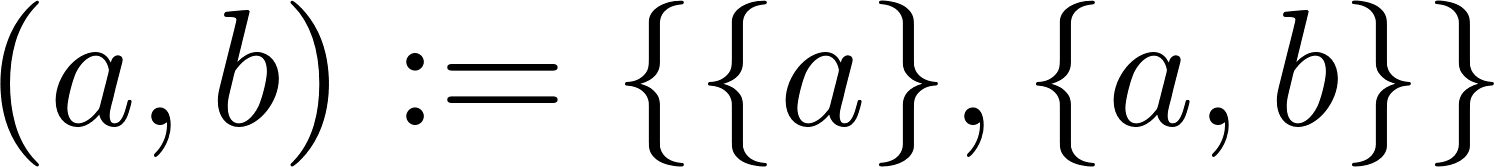 (a, b) := {{a}, {a, b}}